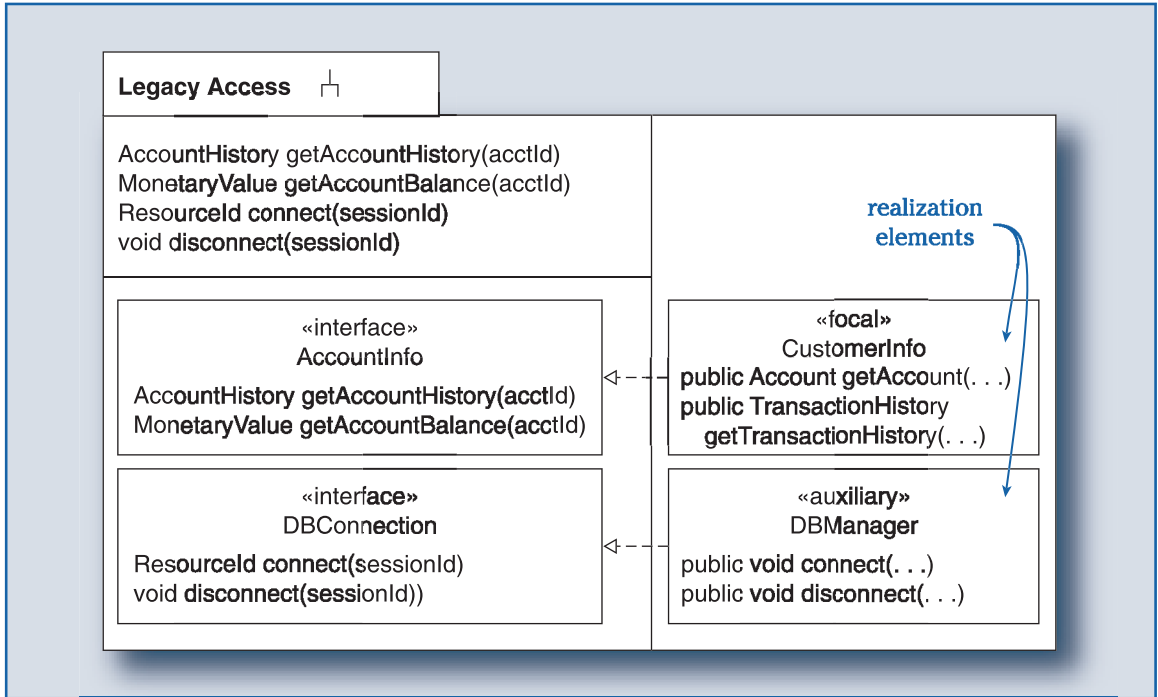 Legacy Access
AccountHistory getAccountHistory(acctId)
MonetaryValue getAccountBalance(acctId)
ResourceId connect(sessionId)
void disconnect(sessionId)
realization
elements
«interface»
AccountInfo
AccountHistory getAccountHistory(acctId)
MonetaryValue getAccountBalance(acctId)
«focal»
CustomerInfo
public Account getAccount(. . .)
public TransactionHistory
getTransactionHistory(. . .)
«interface»
DBConnection
ResourceId connect(sessionId)
void disconnect(sessionId))
«auxiliary»
DBManager
public void connect(. . .)
public void disconnect(. . .)